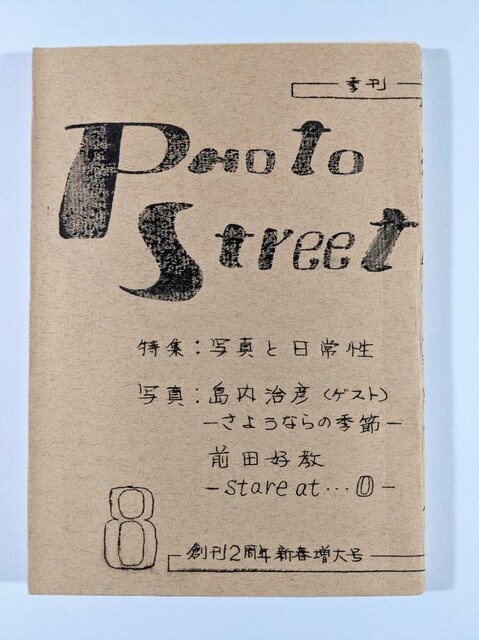 季刊
Photo
Street
特集:写真と日常性
写真:島内治彦(ゲスト)
―さようならの季節―
前田好教
―stare at…0―
8
創刊2周年新春増大号